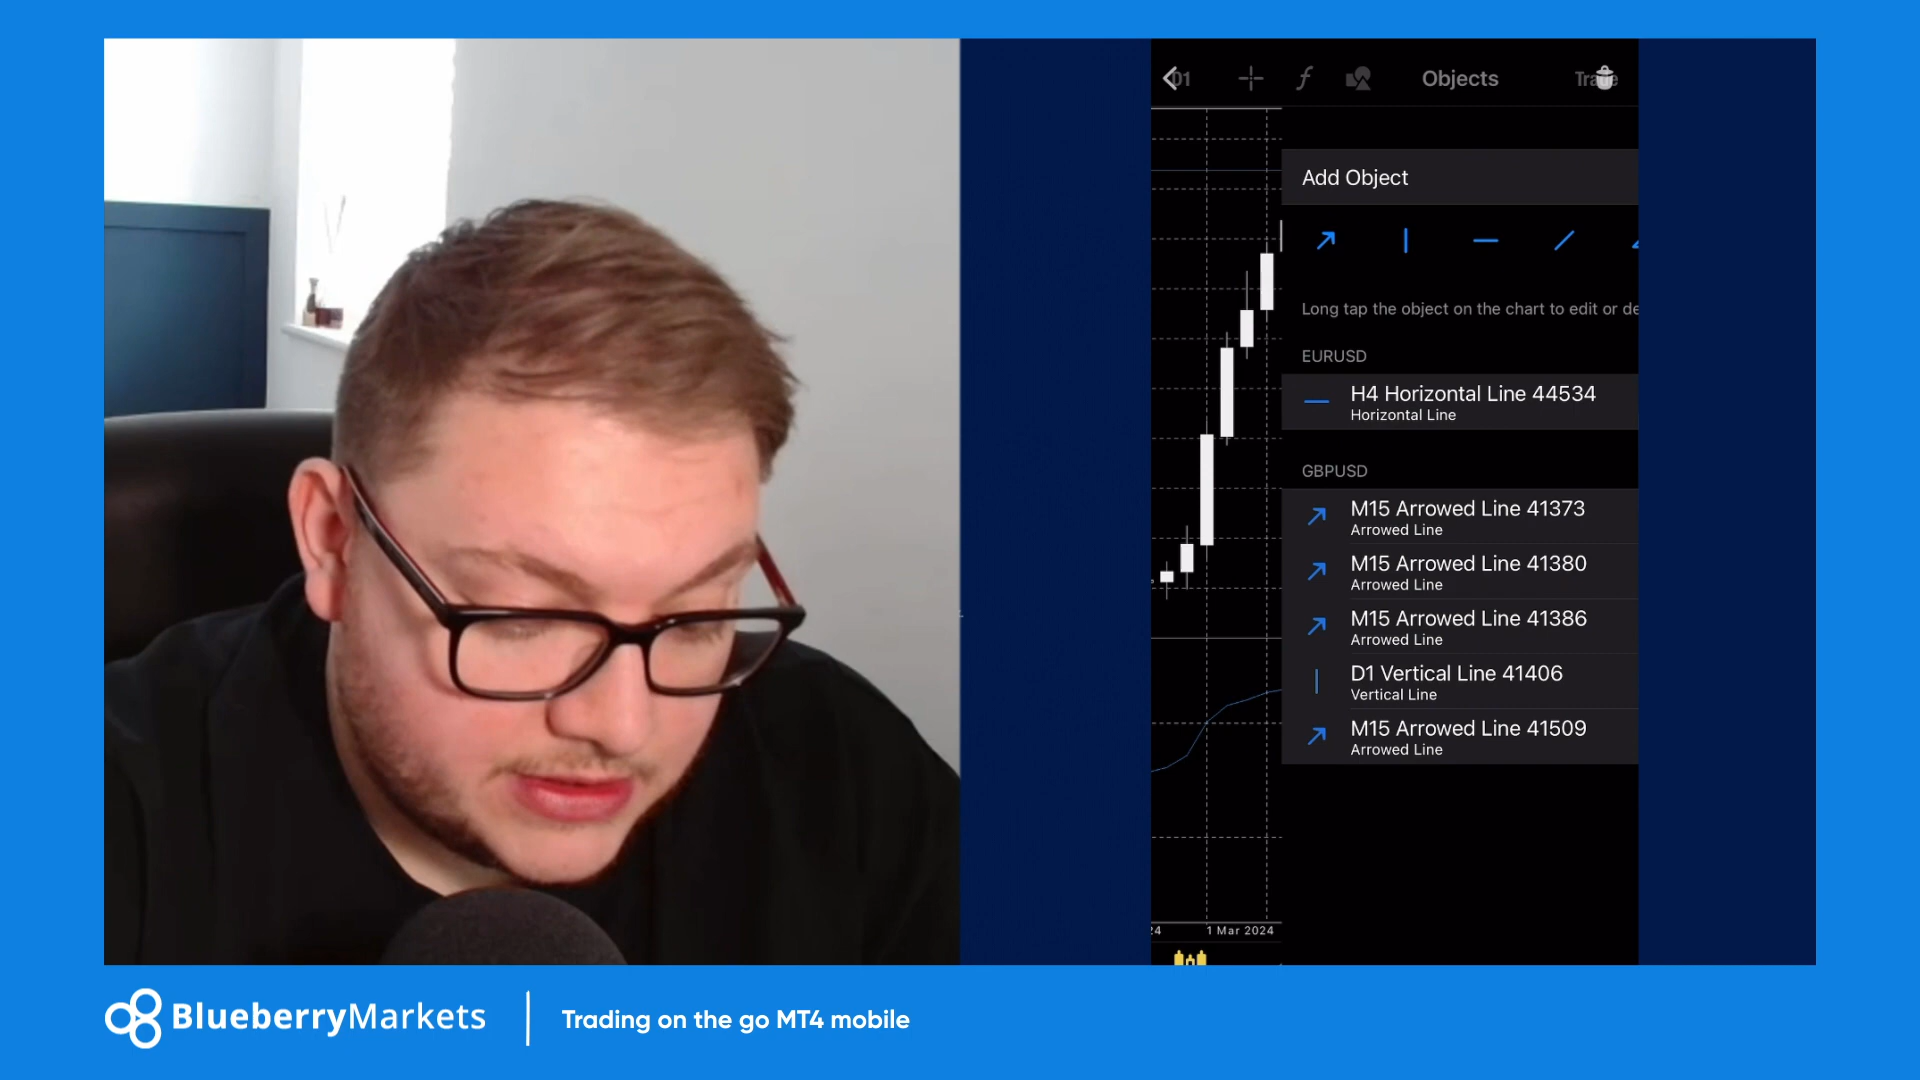 Objects
Add Object
Long tap the object on the chart to edit or de
EURUSD
H4 Horizontal Line 44534
Horizontal Line
GBPUSD
M15 Arrowed Line 41373
Arrowed Line
M15 Arrowed Line 41380
Arrowed Line
M15 Arrowed Line 41386
Arrowed Line
D1 Vertical Line 41406
Vertical Line
M15 Arrowed Line 41509
Arrowed Line
24 1 Mar 2024
BlueberryMarkets
Trading on the go MT4 mobile